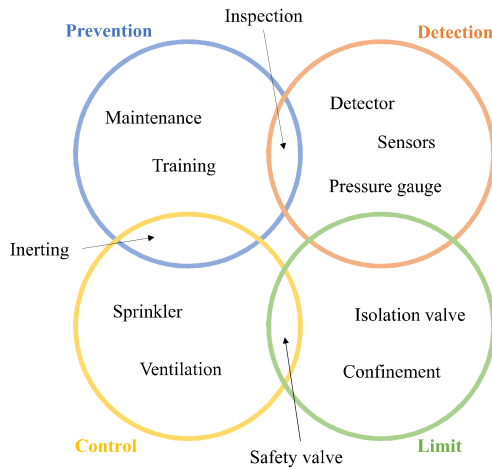 Inspection
Prevention
Detection
Maintenance
Detector
Training
Sensors
Pressure gauge
Inerting
Sprinkler
Isolation valve
Ventilation
Confinement
Control
Limit
Safety valve